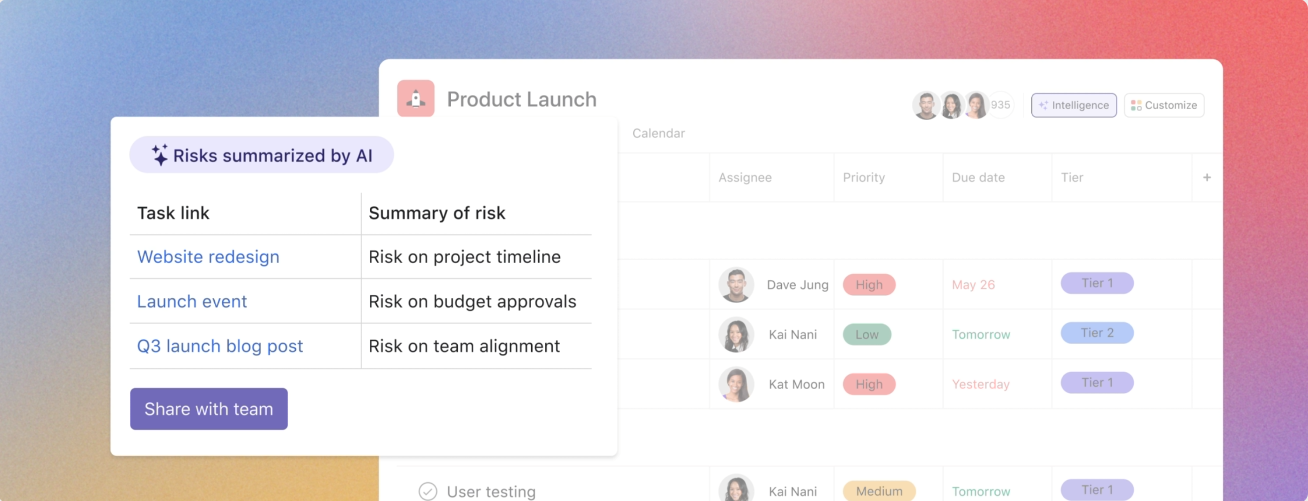 Product Launch
935
Intelligence
Customize
Calendar
Risks summarized by AI
Task link Summary of risk
Website redesign Risk on project timeline
Launch event Risk on budget approvals
Q3 launch blog post Risk on team alignment
Share with team
Assignee Priority Due date Tier +
Dave Jung High May 26 Tier 1
Kai Nani Low Tomorrow Tier 2
Kat Moon High Yesterday Tier 1
User testing Kai Nani Medium Tomorrow Tier 1